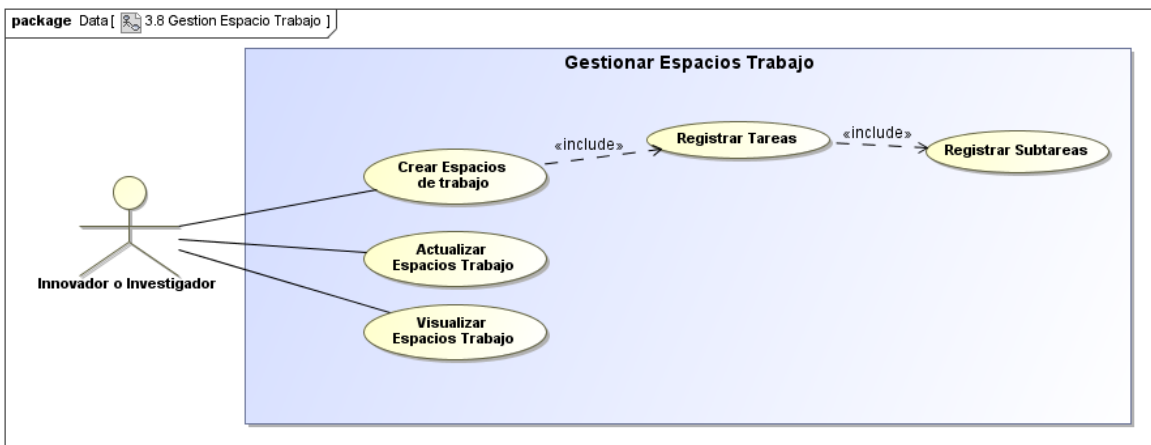 package Data[ 3.8 Gestion Espacio Trabajo ]
Gestionar Espacios Trabajo
«include»
Registrar Tareas
«include»
Registrar Subtareas
Crear Espacios
de trabajo
Actualizar
Espacios Trabajo
Innovador o Investigador
Visualizar
Espacios Trabajo